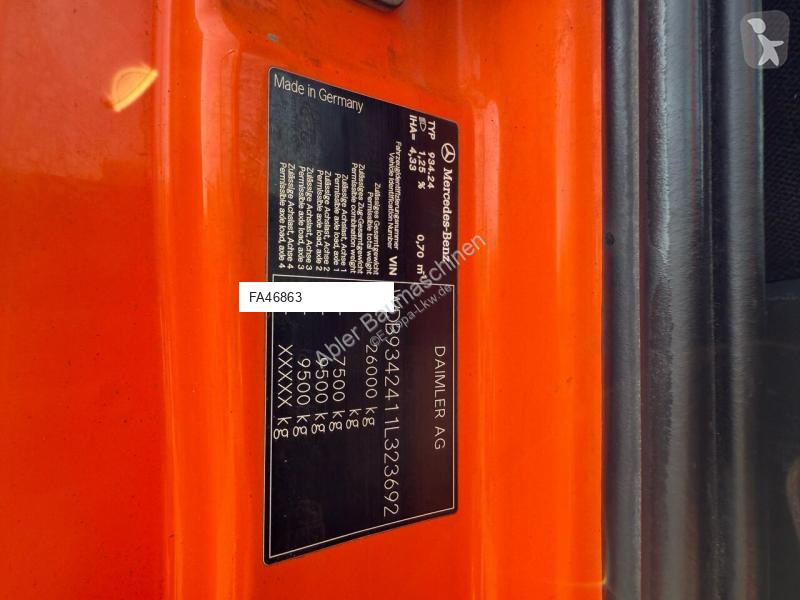 Made in Germany
Mercedes-Benz
TYP 934.24
1,25 % 0,70 m
IHA= 4,33
Fahrzeugidentifizierungsnummer
Vehicle Identification Number VIN
Zulässiges Gesamtgewicht
Permissible total weight
Zulässiges Zug-Gesamtgewicht
Permissible combination weight
Zulässige Achslast, Achse 1
Permissible axle load, axle 1
Zulässige Achslast, Achse 2
Permissible axle load, axle 2
Zulässige Achslast, Achse 3
Permissible axle load, axle 3
Zulässige Achslast, Achse 4
Permissible axle load, axle 4
DAIMLER AG
DB9342411L323692
26000 kg
7500 kg
9500 kg
9500 kg
XXXXX kg
FA46863
Abler Baumaschinen
©Europa-Lkw.de